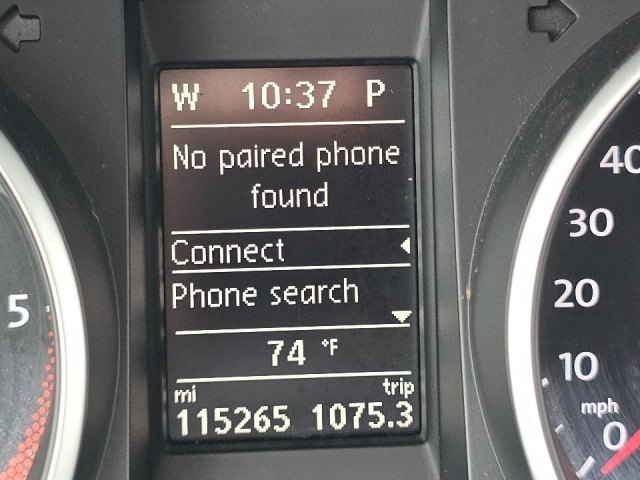 W 10:37 P
No paired phone
found
Connect
Phone search
74 °F
mi trip
115265 1075.3
5
40
30
20
10
mph
0